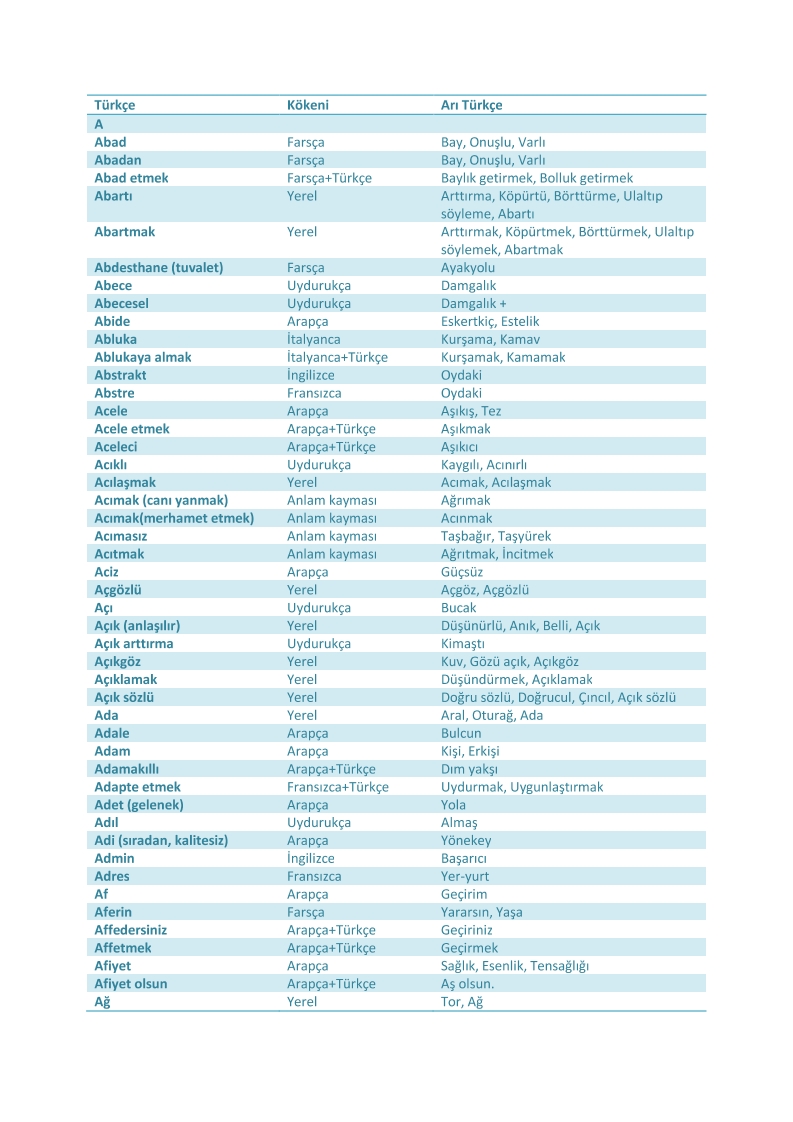 Türkçe Kökeni Arı Türkçe
A
Abad Farsça Bay, Onuşlu, Varlı
Abadan Farsça Bay, Onuşlu, Varlı
Abad etmek Farsça+Türkçe Baylık getirmek, Bolluk getirmek
Abartı Yerel Arttırma, Köpürtü, Börttürme, Ulaltıp
söyleme, Abartı
Abartmak Yerel Arttırmak, Köpürtmek, Börttürmek, Ulaltıp
söylemek, Abartmak
Abdesthane (tuvalet) Farsça Ayakyolu
Abece Uydurukça Damgalık
Abecesel Uydurukça Damgalık +
Abide Arapça Eskertkiç, Estelik
Abluka İtalyanca Kurşama, Kamav
Ablukaya almak İtalyanca+Türkçe Kurşamak, Kamamak
Abstrakt İngilizce Oydaki
Abstre Fransızca Oydaki
Acele Arapça Aşıkış, Tez
Acele etmek Arapça+Türkçe Aşıkmak
Aceleci Arapça+Türkçe Aşıkıcı
Acıklı Uydurukça Kaygılı, Acınırlı
Acılaşmak Yerel Acımak, Acılaşmak
Acımak (canı yanmak) Anlam kayması Ağrımak
Acımak(merhamet etmek) Anlam kayması Acınmak
Acımasız Anlam kayması Taşbağır, Taşyürek
Acıtmak Anlam kayması Ağrıtmak, İncitmek
Aciz Arapça Güçsüz
Açgözlü Yerel Açgöz, Açgözlü
Açı Uydurukça Bucak
Açık (anlaşılır) Yerel Düşünürlü, Anık, Belli, Açık
Açık arttırma Uydurukça Kimaştı
Açıkgöz Yerel Kuv, Gözü açık, Açıkgöz
Açıklamak Yerel Düşündürmek, Açıklamak
Açık sözlü Yerel Doğru sözlü, Doğrucul, Çıncıl, Açık sözlü
Ada Yerel Aral, Oturağ, Ada
Adale Arapça Bulcun
Adam Arapça Kişi, Erkişi
Adamakıllı Arapça+Türkçe Dım yakşı
Adapte etmek Fransızca+Türkçe Uydurmak, Uygunlaştırmak
Adet (gelenek) Arapça Yola
Adıl Uydurukça Almaş
Adi (sıradan, kalitesiz) Arapça Yönekey
Admin İngilizce Başarıcı
Adres Fransızca Yer-yurt
Af Arapça Geçirim
Aferin Farsça Yararsın, Yaşa
Affedersiniz Arapça+Türkçe Geçiriniz
Affetmek Arapça+Türkçe Geçirmek
Afiyet Arapça Sağlık, Esenlik, Tensağlığı
Afiyet olsun Arapça+Türkçe Aş olsun.
Ağ Yerel Tor, Ağ